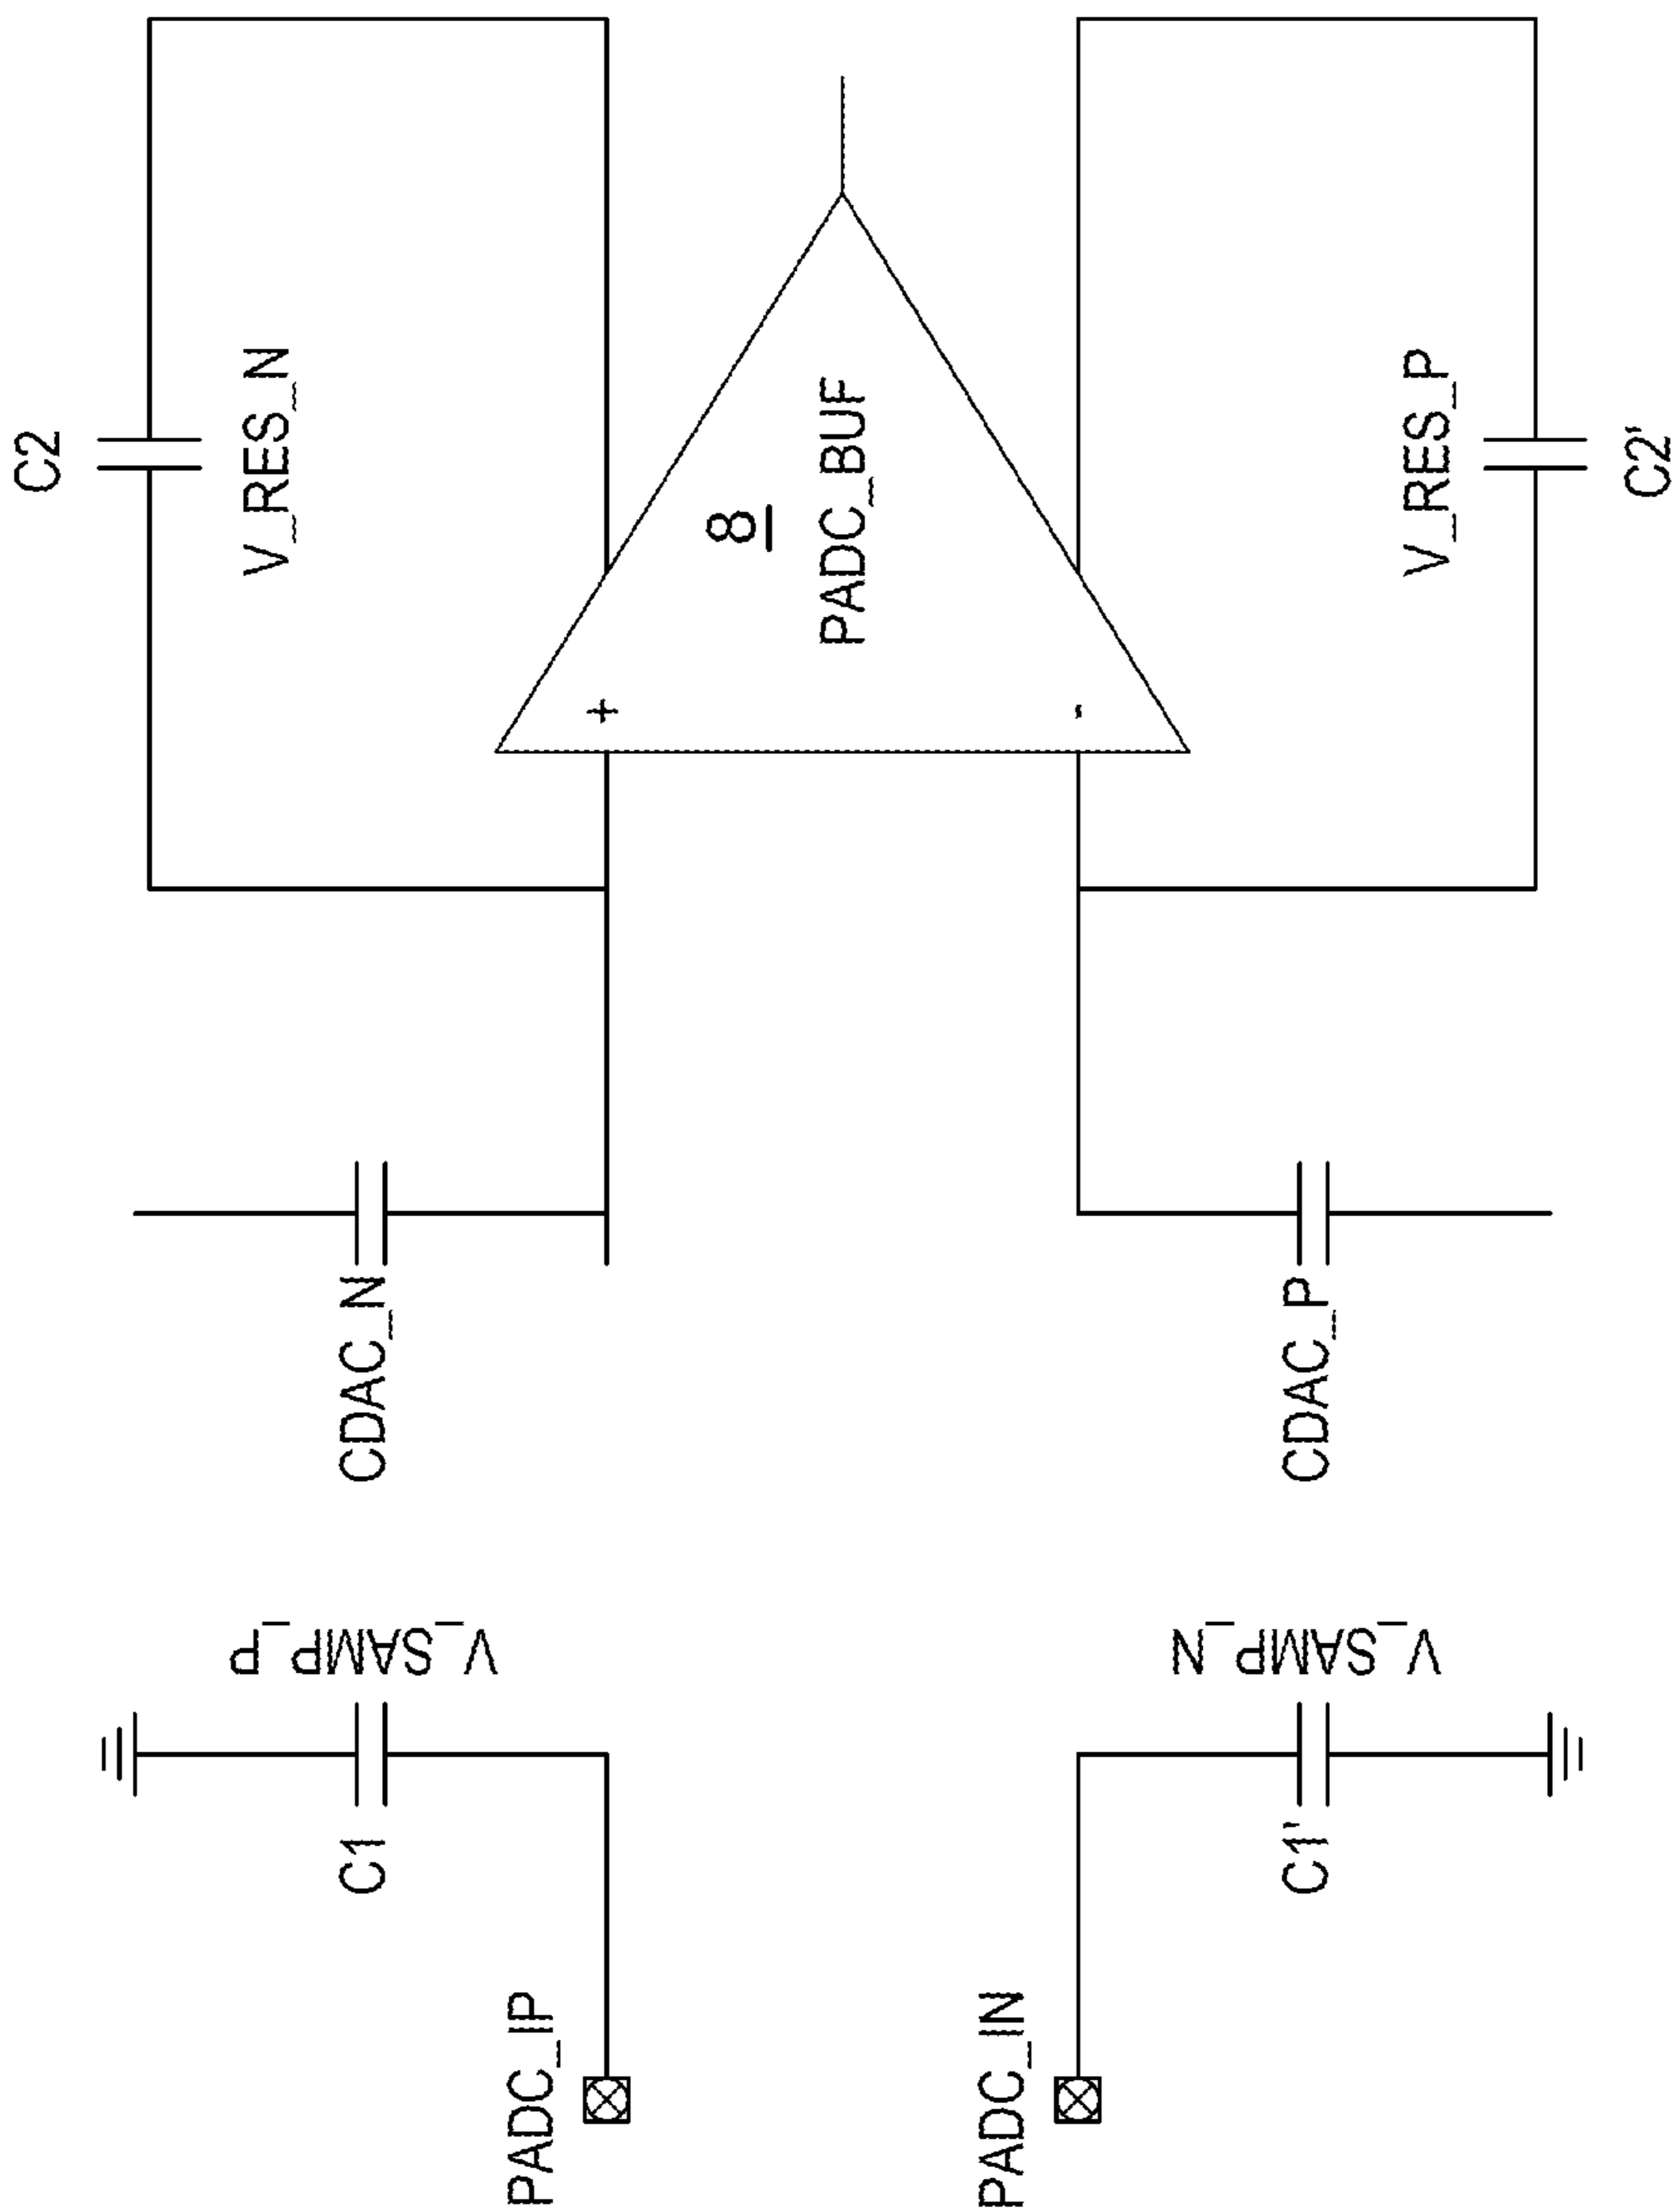 C2
V_RES_N
CDAC_N
V_SAMP_P
C1
PADC_IP
+
8
PADC_BUF
-
PADC_IN
V_RES_P
CDAC_P
V_SAMP_N
C1'
C2'